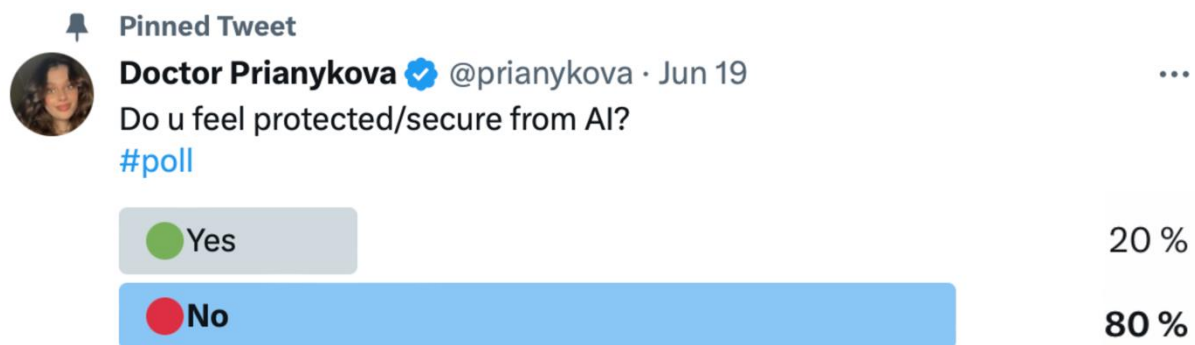 Pinned Tweet
Doctor Prianykova @prianykova · Jun 19
Do u feel protected/secure from AI?
#poll
Yes 20 %
No 80 %